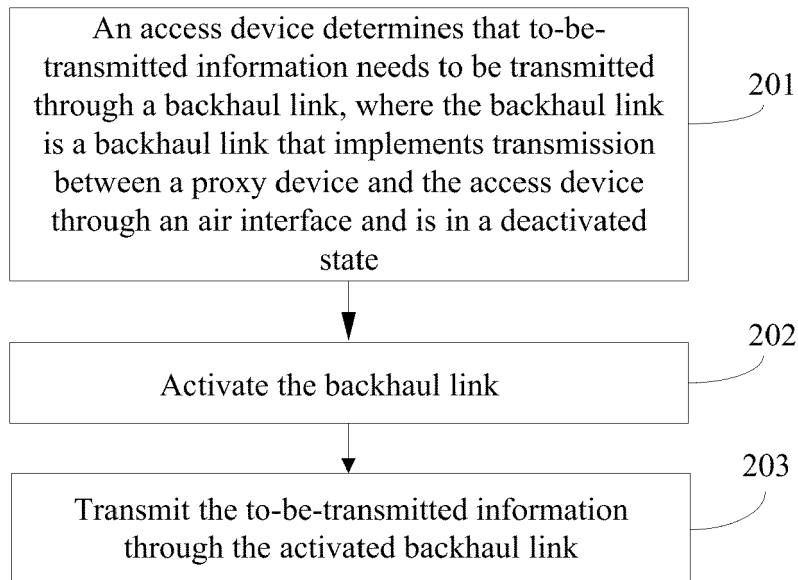 An access device determines that to-be-
transmitted information needs to be transmitted
through a backhaul link, where the backhaul link
is a backhaul link that implements transmission
between a proxy device and the access device
through an air interface and is in a deactivated
state
201
Activate the backhaul link
202
Transmit the to-be-transmitted information
through the activated backhaul link
203